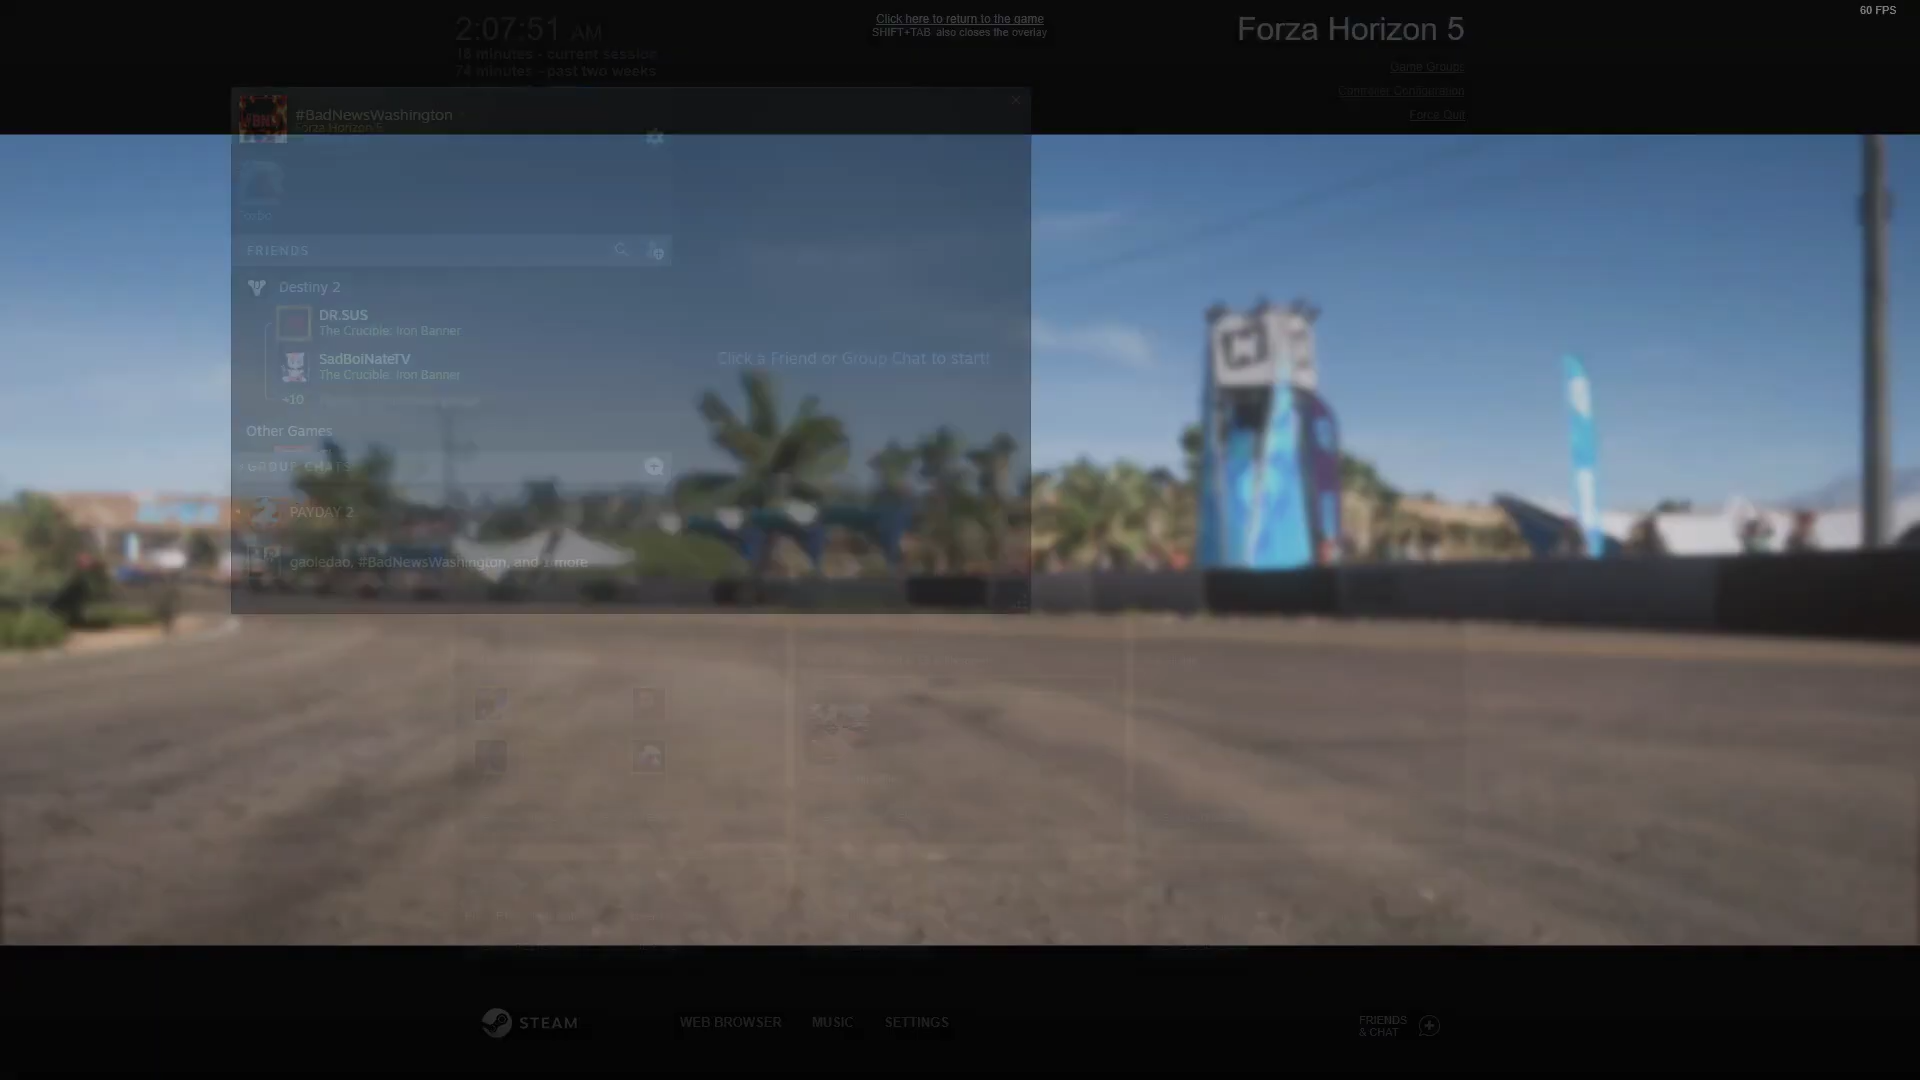 2:07:51 AM
18 minutes - current session
74 minutes - past two weeks
Click here to return to the game
SHIFT+TAB also closes the overlay
Forza Horizon 5
60 FPS
Game Groups
Controller Configuration
Force Quit
#BadNewsWashington
Forza Horizon 5
#BN
FRIENDS
Destiny 2
DR.SUS
The Crucible: Iron Banner
SadBoiNateTV
The Crucible: Iron Banner
+10
Click a Friend or Group Chat to start!
Other Games
GROUP CHATS
PAYDAY 2
gaoledao, #BadNewsWashington, and 1 more
STEAM
WEB BROWSER
MUSIC
SETTINGS
FRIENDS
& CHAT